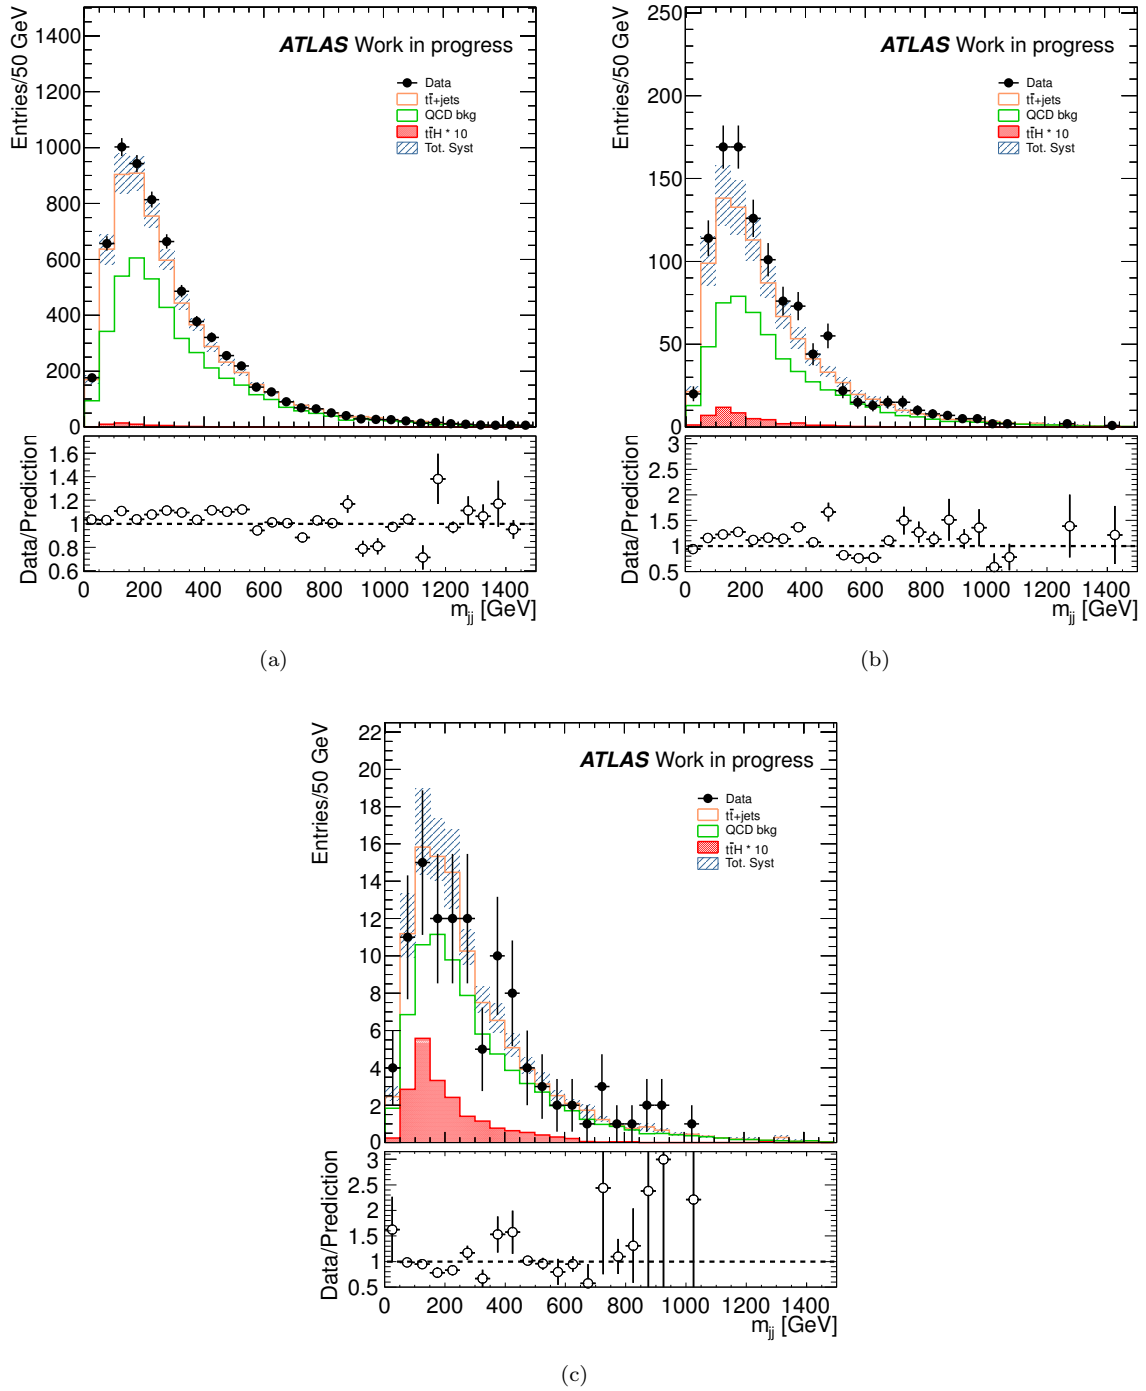 Entries/50 GeV
1400
1200
1000
800
600
400
200
0
ATLAS Work in progress
Data
tt̄+jets
QCD bkg
tt̄H * 10
Tot. Syst
Data/Prediction
1.6
1.4
1.2
1
0.8
0.6
0 200 400 600 800 1000 1200 1400
m_jj [GeV]
(a)
Entries/50 GeV
250
200
150
100
50
0
ATLAS Work in progress
Data
tt̄+jets
QCD bkg
tt̄H * 10
Tot. Syst
Data/Prediction
3
2.5
2
1.5
1
0.5
0 200 400 600 800 1000 1200 1400
m_jj [GeV]
(b)
Entries/50 GeV
22
20
18
16
14
12
10
8
6
4
2
0
ATLAS Work in progress
Data
tt̄+jets
QCD bkg
tt̄H * 10
Tot. Syst
Data/Prediction
3
2.5
2
1.5
1
0.5
0 200 400 600 800 1000 1200 1400
m_jj [GeV]
(c)